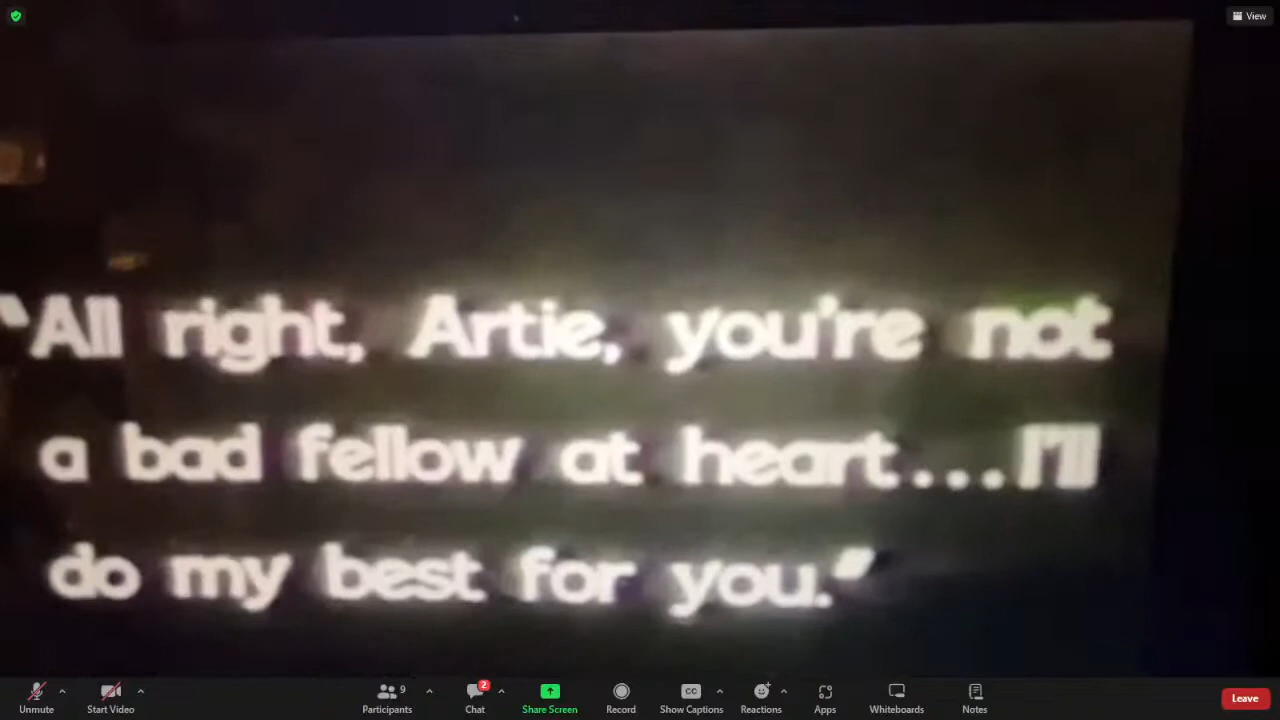 View
“All right, Artie, you're not
a bad fellow at heart...I'll
do my best for you.”
9
2
CC
Unmute
Start Video
Participants
Chat
Share Screen
Record
Show Captions
Reactions
Apps
Whiteboards
Notes
Leave